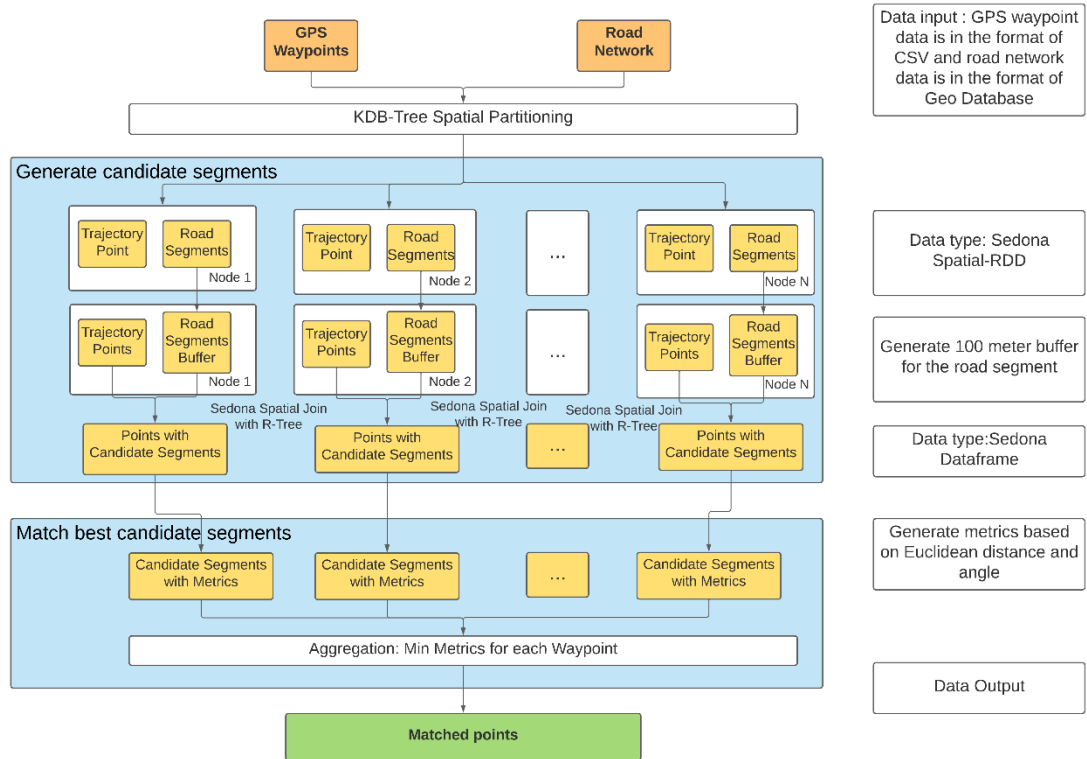 GPS
Waypoints
Road
Network
Data input : GPS waypoint
data is in the format of
CSV and road network
data is in the format of
Geo Database
KDB-Tree Spatial Partitioning
Generate candidate segments
Trajectory
Point
Road
Segments
Node 1
Trajectory
Point
Road
Segments
Node 2
...
Trajectory
Point
Road
Segments
Node N
Data type: Sedona
Spatial-RDD
Trajectory
Points
Road
Segments
Buffer
Node 1
Trajectory
Points
Road
Segments
Buffer
Node 2
...
Trajectory
Points
Road
Segments
Buffer
Node N
Generate 100 meter buffer
for the road segment
Sedona Spatial Join
with R-Tree
Sedona Spatial Join
with R-Tree
Sedona Spatial Join
with R-Tree
Points with
Candidate Segments
Points with
Candidate Segments
...
Points with
Candidate Segments
Data type:Sedona
Dataframe
Match best candidate segments
Candidate Segments
with Metrics
Candidate Segments
with Metrics
...
Candidate Segments
with Metrics
Generate metrics based
on Euclidean distance and
angle
Aggregation: Min Metrics for each Waypoint
Data Output
Matched points